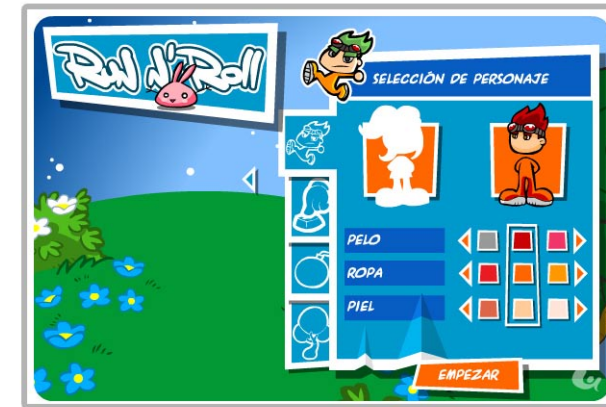 RUN N' ROLL
SELECCIÓN DE PERSONAJE
PELO
ROPA
PIEL
EMPEZAR